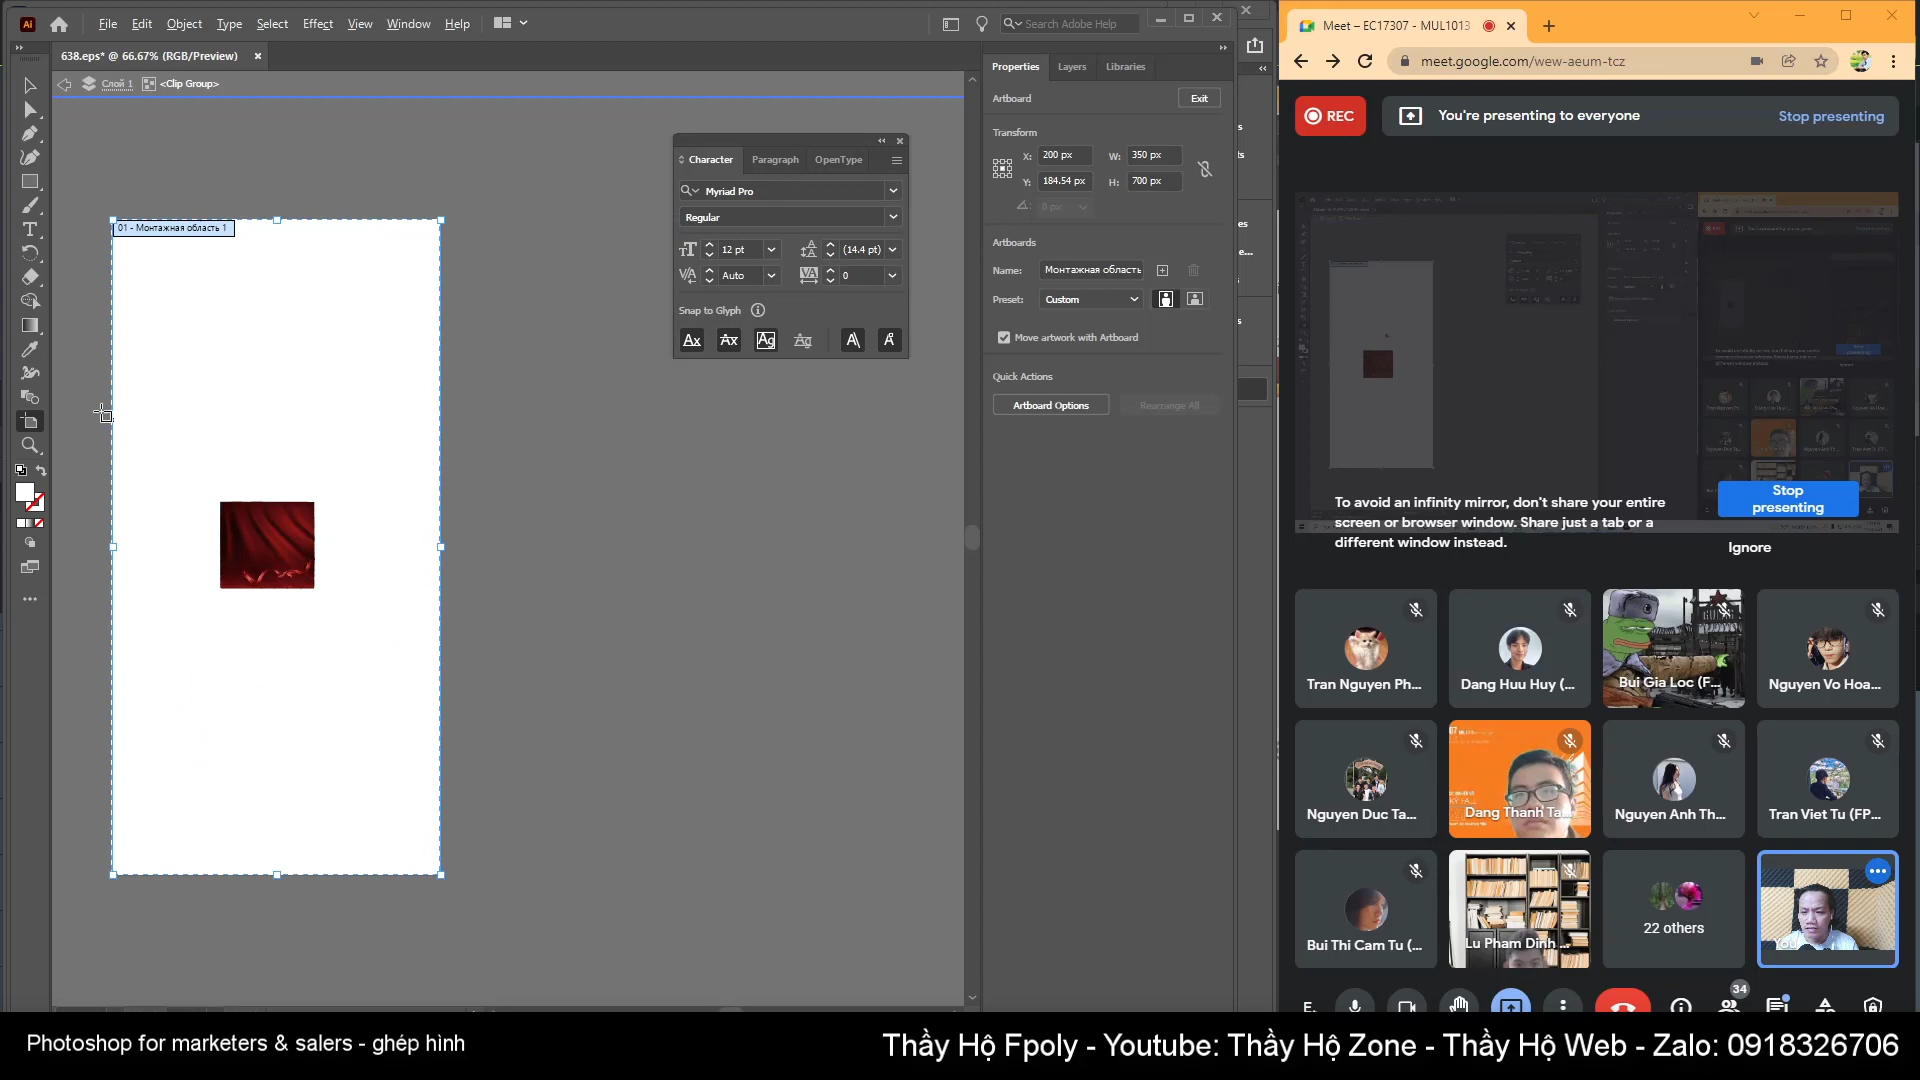 File Edit Object Type Select Effect View Window Help
Search Adobe Help
638.eps* @ 66.67% (RGB/Preview)
Слой 1 <Clip Group>
01 - Монтажная область 1
Character Paragraph OpenType
Myriad Pro
Regular
12 pt (14.4 pt)
Auto 0
Snap to Glyph
Properties Layers Libraries
Artboard Exit
Transform
X: 200 px W: 350 px
Y: 184.54 px H: 700 px
0 px
Artboards
Name: Монтажная область
Preset: Custom
Move artwork with Artboard
Quick Actions
Artboard Options Rearrange All
Meet – EC17307 - MUL1013
meet.google.com/wew-aeum-tcz
REC You're presenting to everyone Stop presenting
To avoid an infinity mirror, don't share your entire
screen or browser window. Share just a tab or a
different window instead.
Stop
presenting
Ignore
Tran Nguyen Ph... Dang Huu Huy (... Bui Gia Loc (F... Nguyen Vo Hoa...
Nguyen Duc Ta... Dang Thanh Ta... Nguyen Anh Th... Tran Viet Tu (FP...
Bui Thi Cam Tu (... Lu Pham Dinh ... 22 others You
34
Photoshop for marketers & salers - ghép hình
Thầy Hộ Fpoly - Youtube: Thầy Hộ Zone - Thầy Hộ Web - Zalo: 0918326706